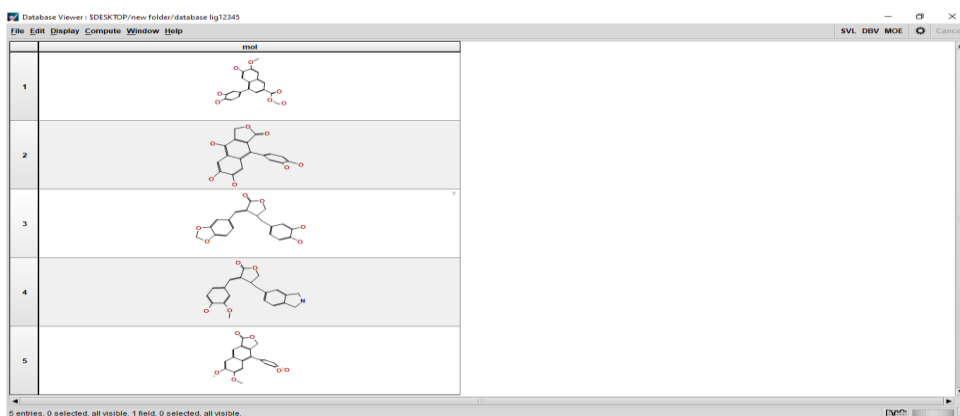 Database Viewer : $DESKTOP/new folder/database lig12345
File Edit Display Compute Window Help
SVL DBV MOE Cance
mol
1
2
3
4
5
5 entries, 0 selected, all visible. 1 field, 0 selected, all visible.